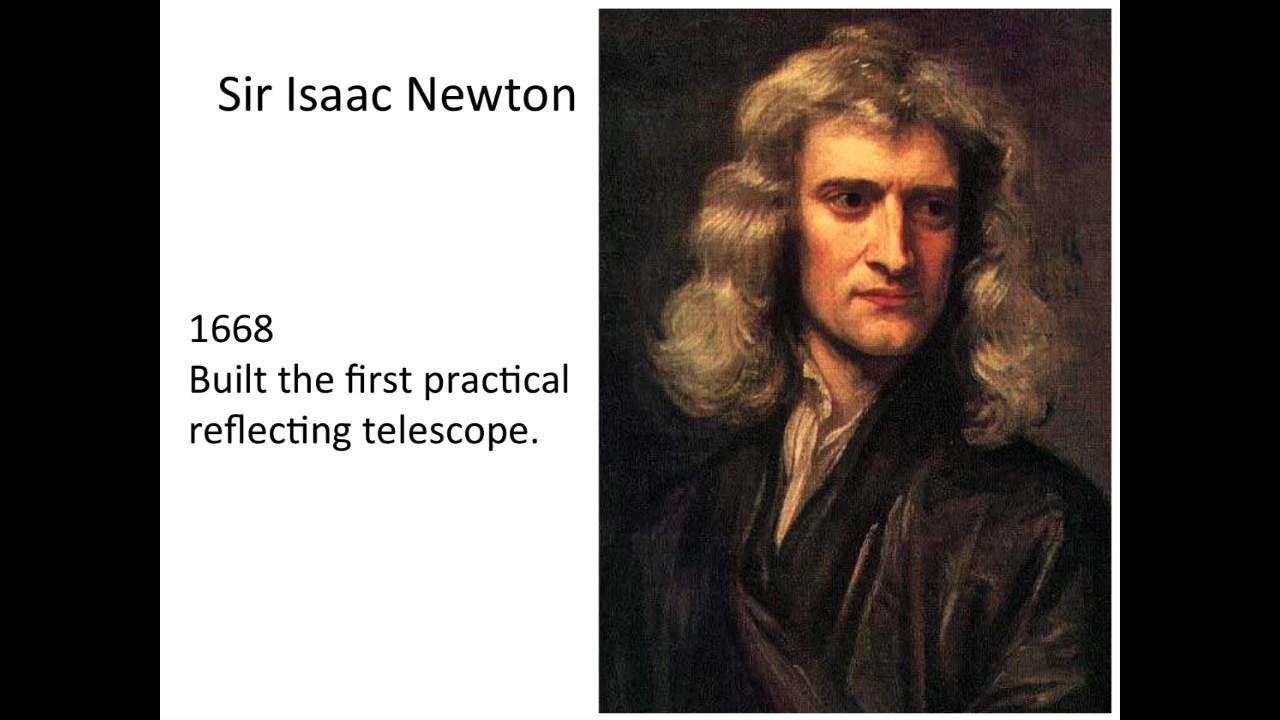 Sir Isaac Newton
1668
Built the first practical
reflecting telescope.